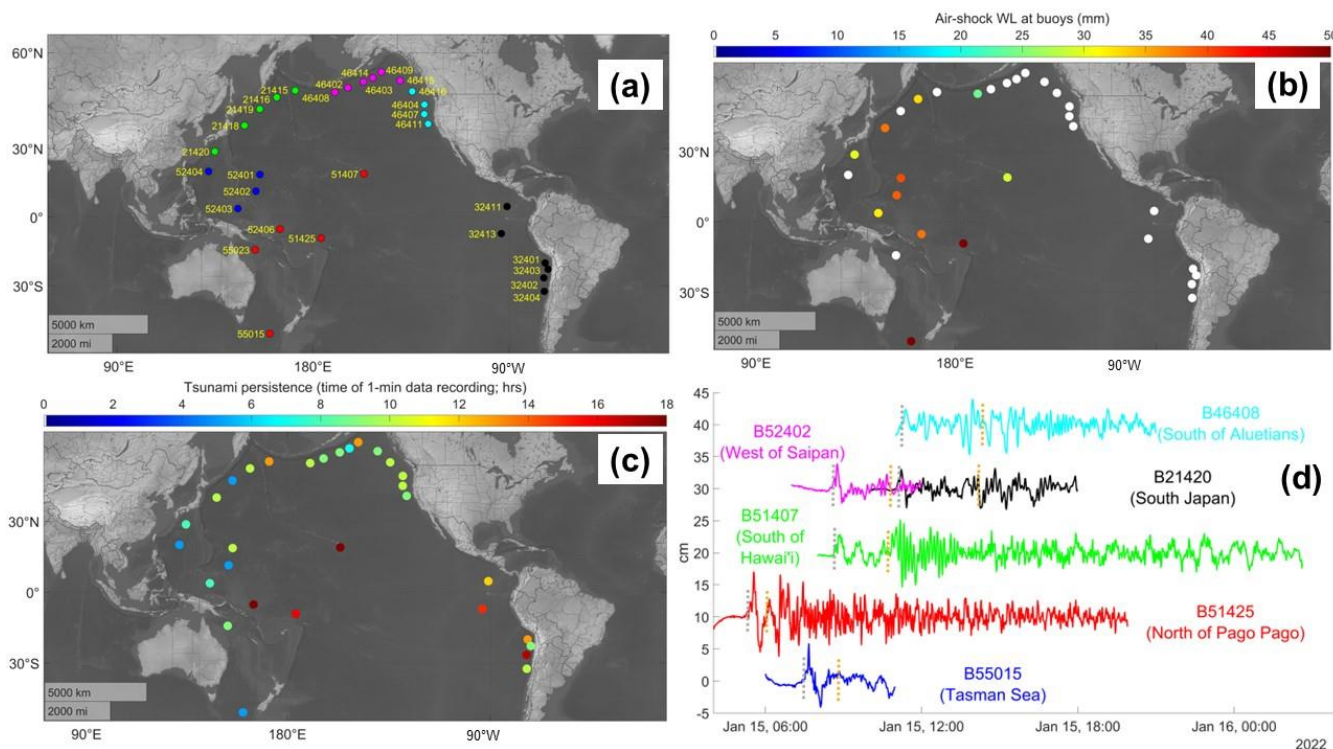 60°N
30°N
0°
30°S
90°E
180°E
90°W
(a)
46409
46414
46402
46415
21415
46408
46403
46416
21416
46404
21419
46407
21418
46411
21420
52404
52401
51407
52402
52403
32411
52406
51425
32413
55023
32401
32403
32402
32404
55015
5000 km
2000 mi
Air-shock WL at buoys (mm)
0 5 10 15 20 25 30 35 40 45 50
(b)
60°N
30°N
0°
30°S
5000 km
2000 mi
90°E
180°E
90°W
Tsunami persistence (time of 1-min data recording; hrs)
0 2 4 6 8 10 12 14 16 18
(c)
30°N
0°
30°S
5000 km
2000 mi
90°E
180°E
90°W
45
40
35
30
25
20
15
10
5
0
-5
cm
B46408
(South of Aluetians)
B52402
(West of Saipan)
(d)
B21420
(South Japan)
B51407
(South of
Hawai'i)
B51425
(North of Pago Pago)
B55015
(Tasman Sea)
Jan 15, 06:00
Jan 15, 12:00
Jan 15, 18:00
Jan 16, 00:00
2022